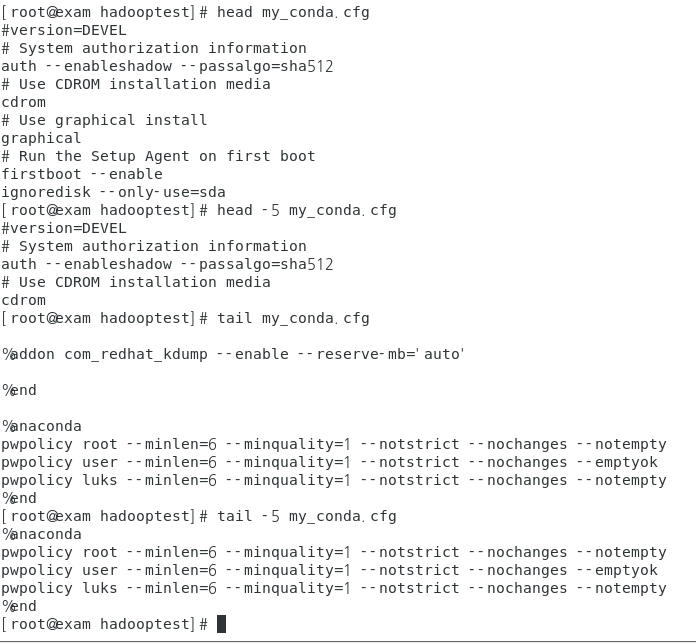 [root@exam hadooptest]# head my_conda.cfg
#version=DEVEL
# System authorization information
auth --enableshadow --passalgo=sha512
# Use CDROM installation media
cdrom
# Use graphical install
graphical
# Run the Setup Agent on first boot
firstboot --enable
ignoredisk --only-use=sda
[root@exam hadooptest]# head -5 my_conda.cfg
#version=DEVEL
# System authorization information
auth --enableshadow --passalgo=sha512
# Use CDROM installation media
cdrom
[root@exam hadooptest]# tail my_conda.cfg

%addon com_redhat_kdump --enable --reserve-mb='auto'

%end

%anaconda
pwpolicy root --minlen=6 --minquality=1 --notstrict --nochanges --notempty
pwpolicy user --minlen=6 --minquality=1 --notstrict --nochanges --emptyok
pwpolicy luks --minlen=6 --minquality=1 --notstrict --nochanges --notempty
%end
[root@exam hadooptest]# tail -5 my_conda.cfg
%anaconda
pwpolicy root --minlen=6 --minquality=1 --notstrict --nochanges --notempty
pwpolicy user --minlen=6 --minquality=1 --notstrict --nochanges --emptyok
pwpolicy luks --minlen=6 --minquality=1 --notstrict --nochanges --notempty
%end
[root@exam hadooptest]#